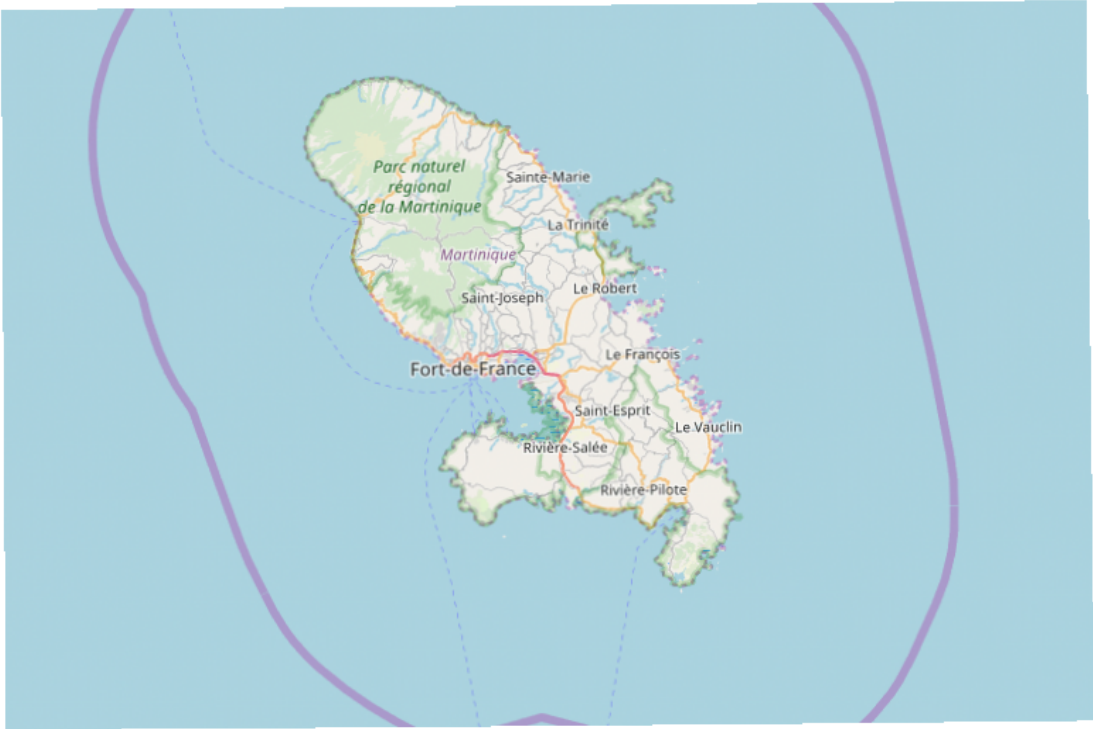 Parc naturel
régional
de la Martinique
Sainte-Marie
La Trinité
Martinique
Le Robert
Saint-Joseph
Le François
Fort-de-France
Saint-Esprit
Le Vauclin
Rivière-Salée
Rivière-Pilote